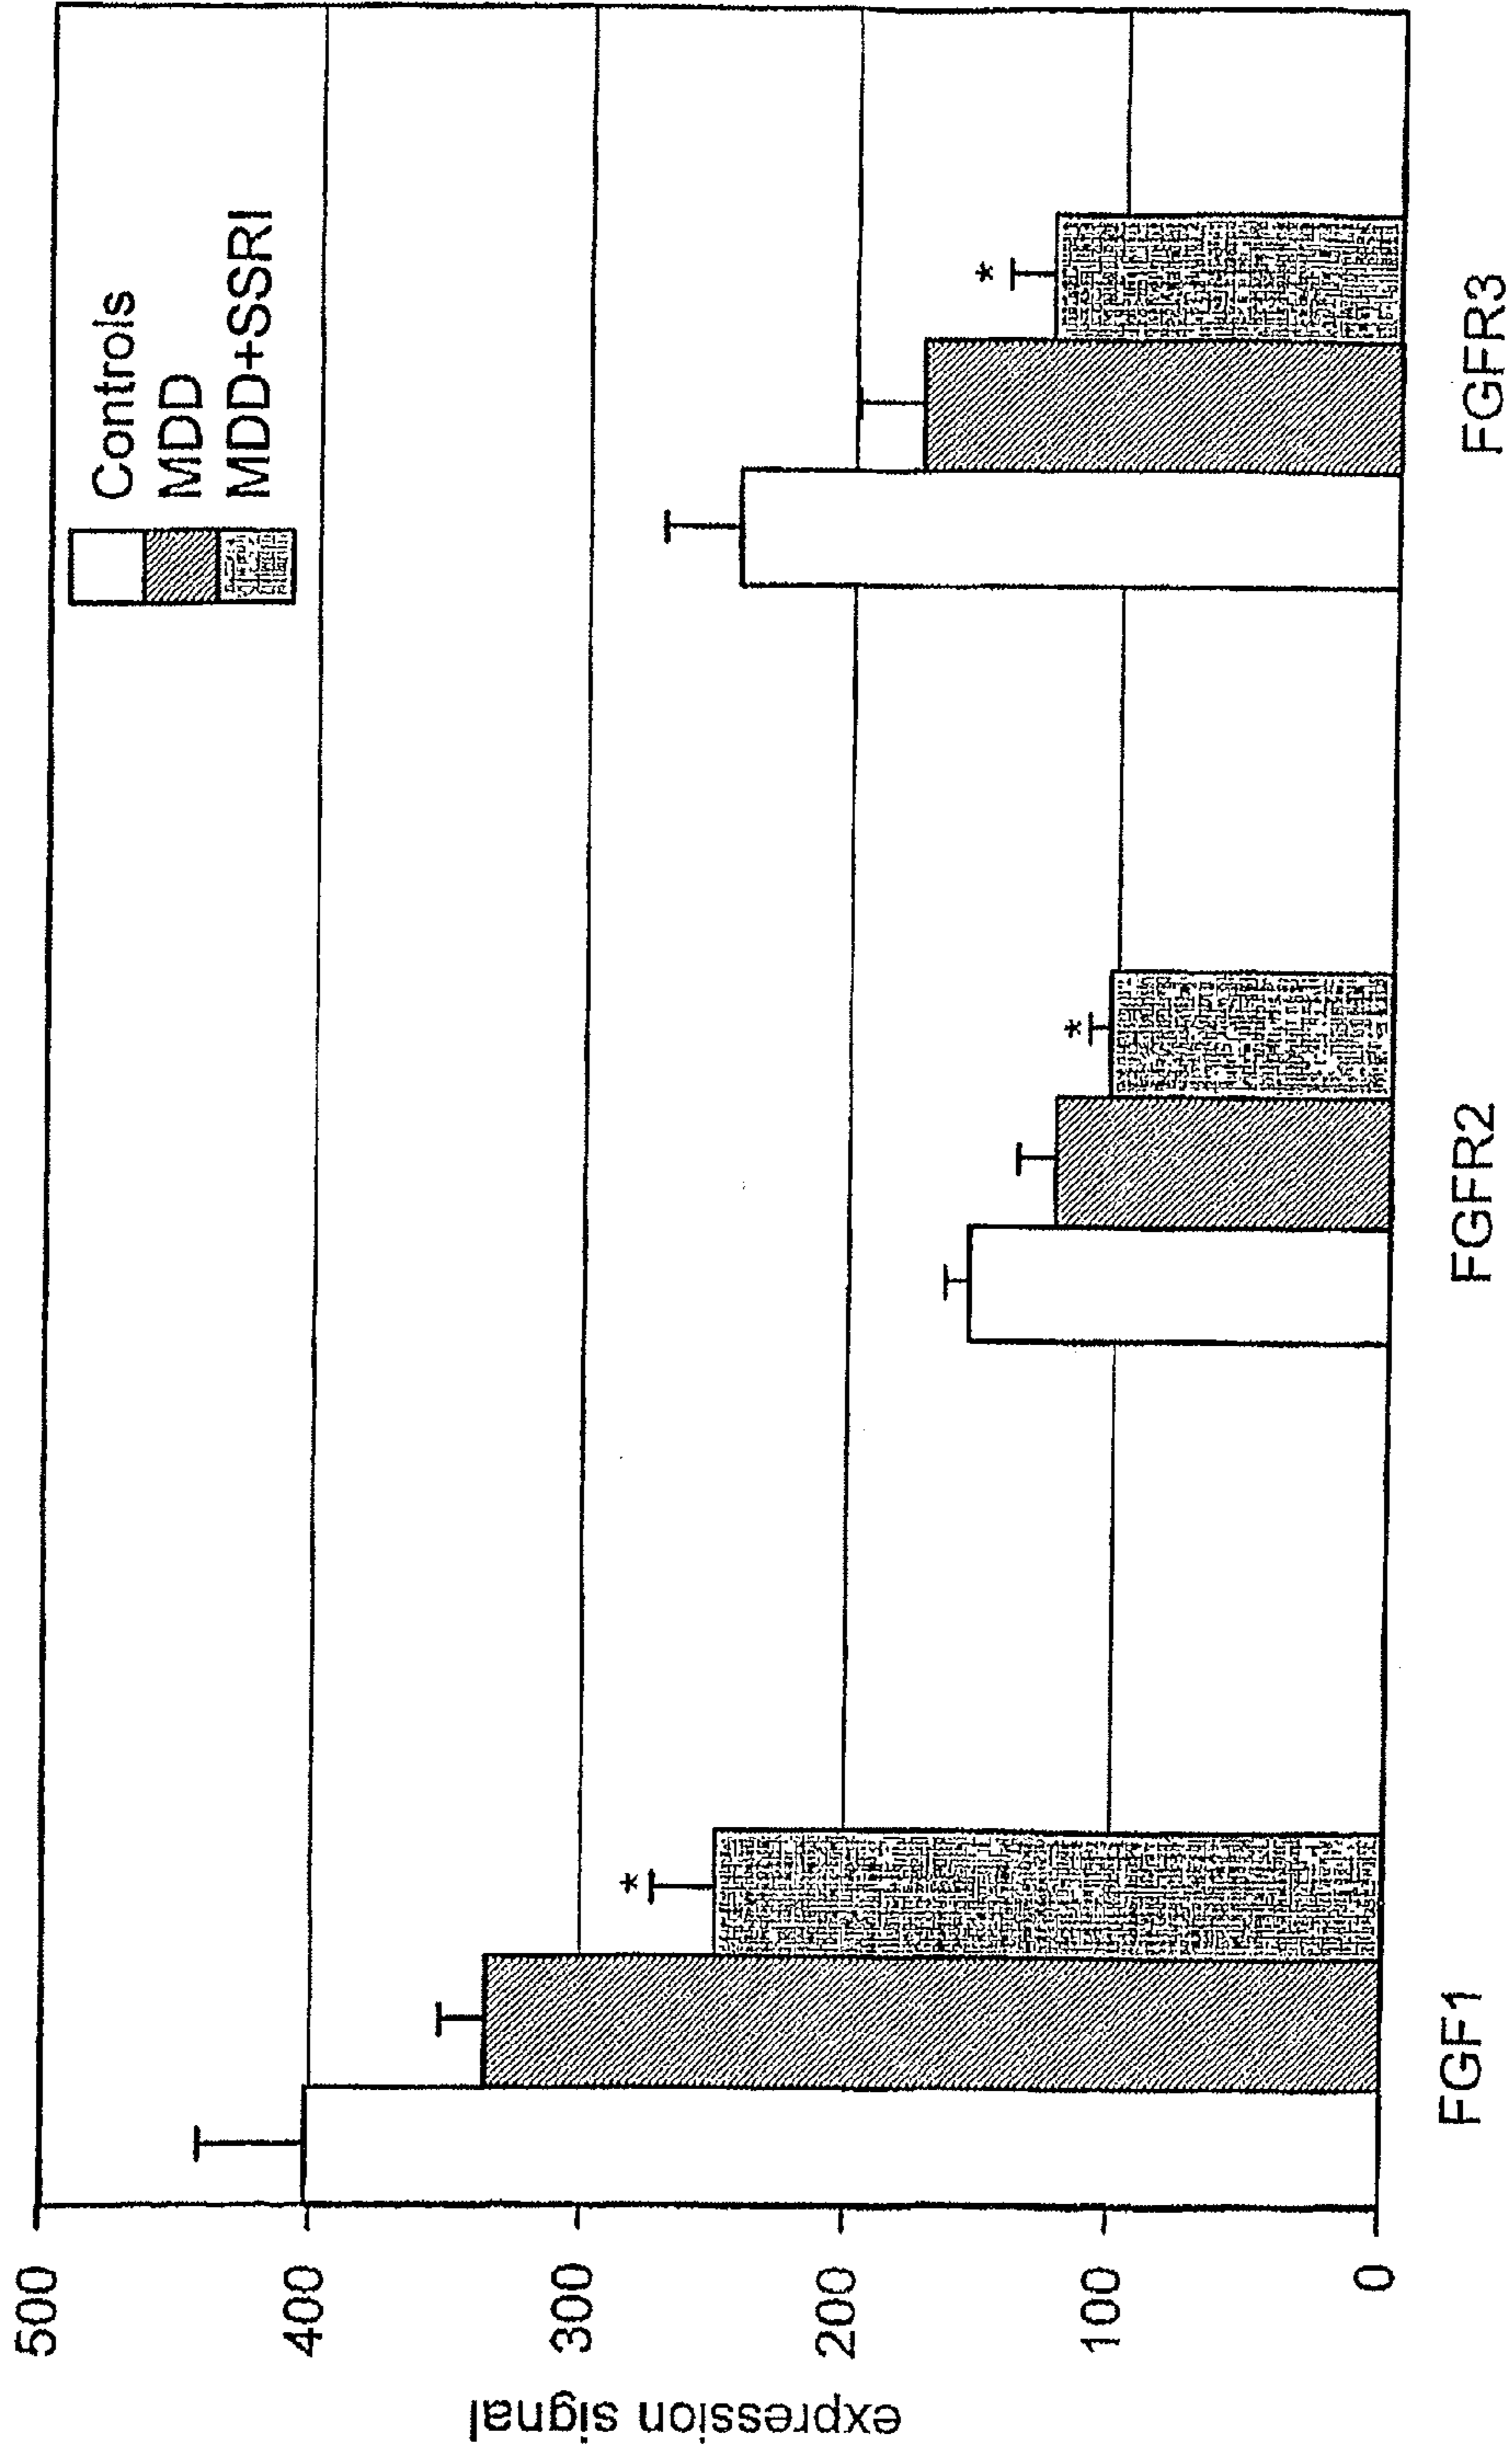 Controls
MDD
MDD+SSRI
expression signal
500
400
300
200
100
0
*
*
*
FGF1
FGFR2
FGFR3